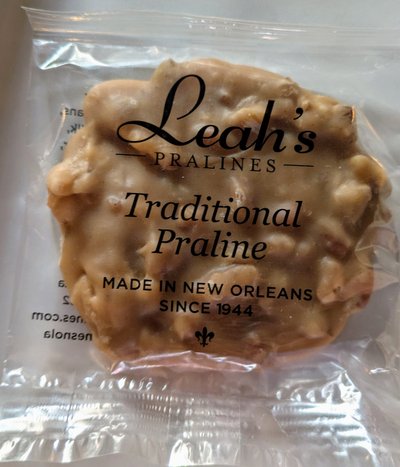 Leah's
PRALINES
Traditional
Praline
MADE IN NEW ORLEANS
SINCE 1944